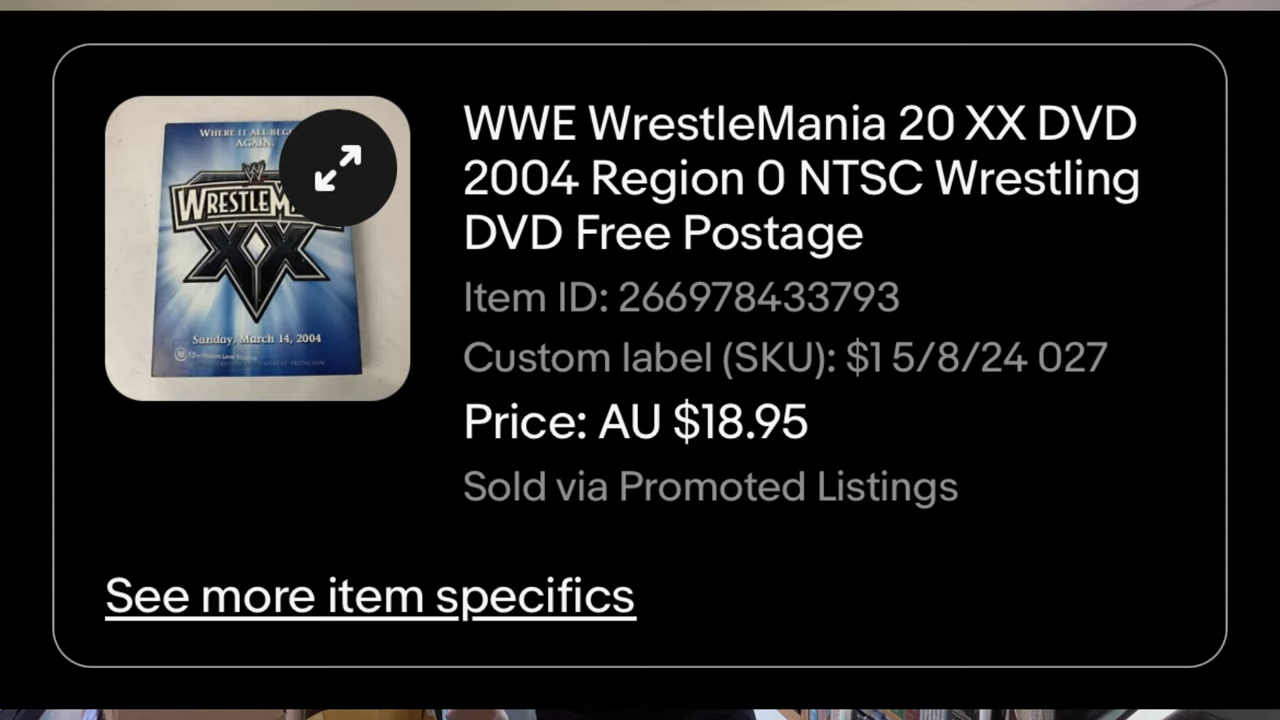 WHERE IT ALL
AGAIN.
WWE WrestleMania 20 XX DVD
2004 Region 0 NTSC Wrestling
DVD Free Postage
Item ID: 266978433793
Custom label (SKU): $1 5/8/24 027
Price: AU $18.95
Sold via Promoted Listings
XX
Sunday, March 14, 2004
See more item specifics